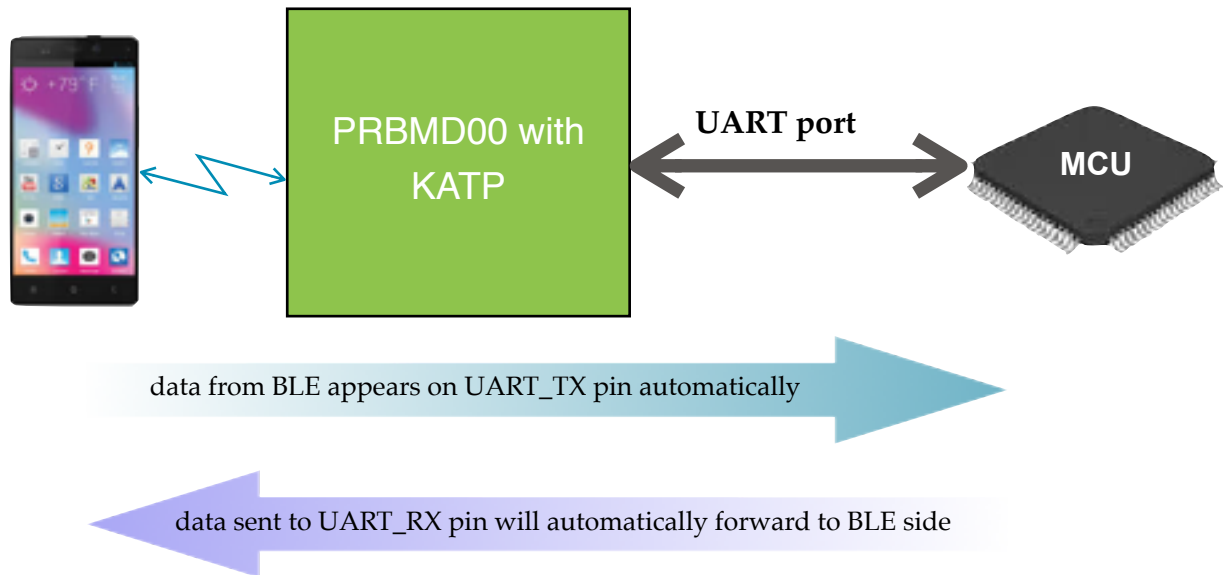 +79°F
PRBMD00 with
KATP
UART port
MCU
data from BLE appears on UART_TX pin automatically
data sent to UART_RX pin will automatically forward to BLE side